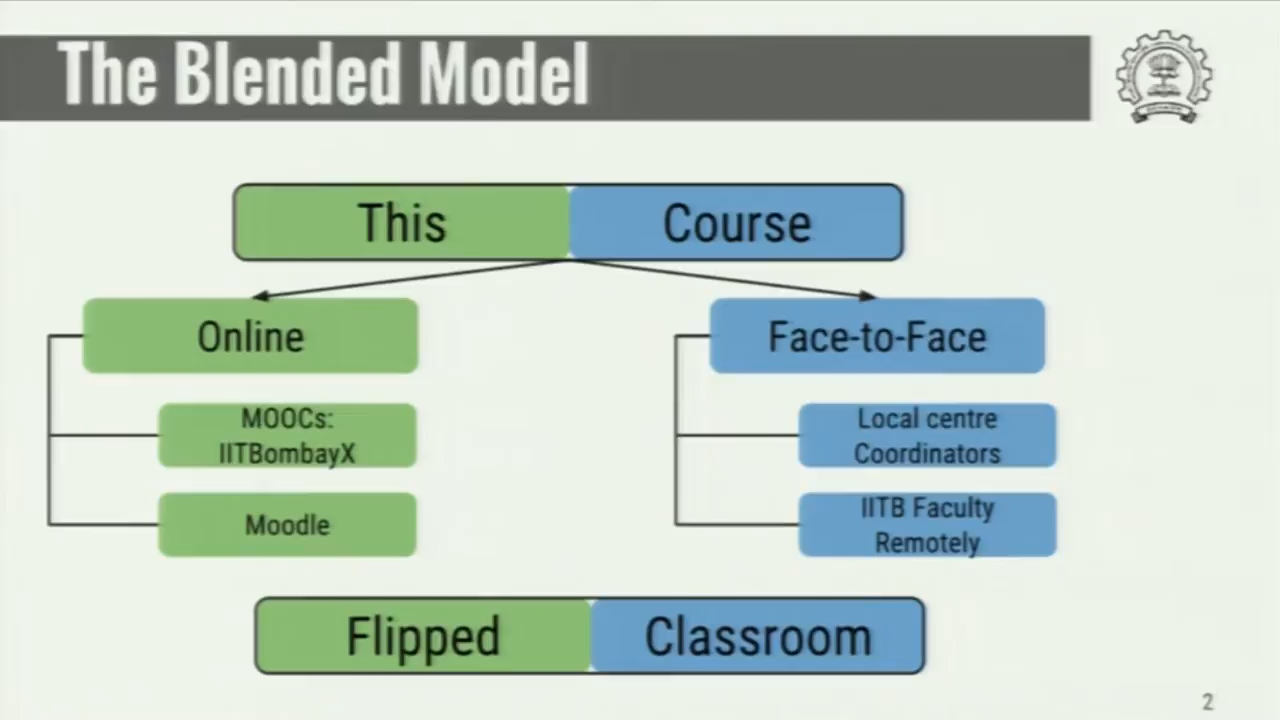 The Blended Model
This Course
Online
Face-to-Face
MOOCs:
IITBombayX
Local centre
Coordinators
Moodle
IITB Faculty
Remotely
Flipped Classroom
2